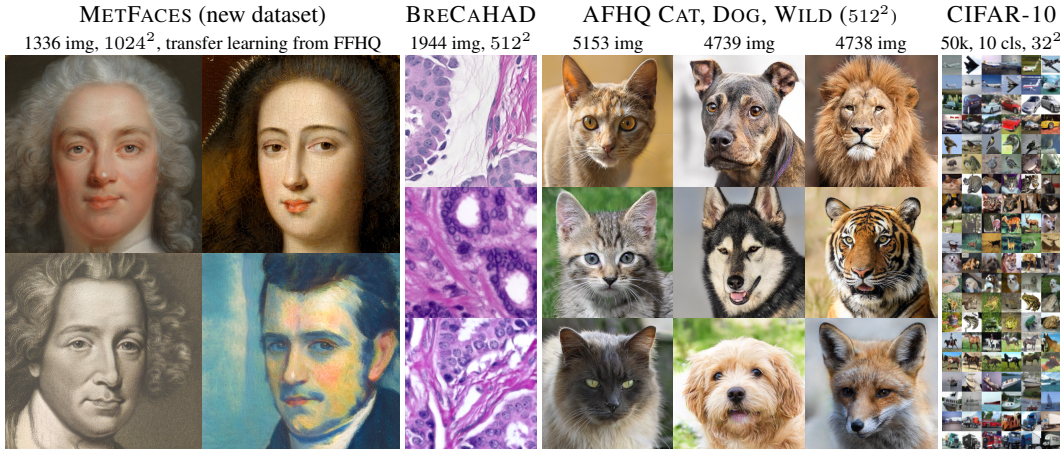 METFACES (new dataset)
1336 img, 1024², transfer learning from FFHQ
BRECAHAD
1944 img, 512²
AFHQ CAT, DOG, WILD (512²)
5153 img
4739 img
4738 img
CIFAR-10
50k, 10 cls, 32²